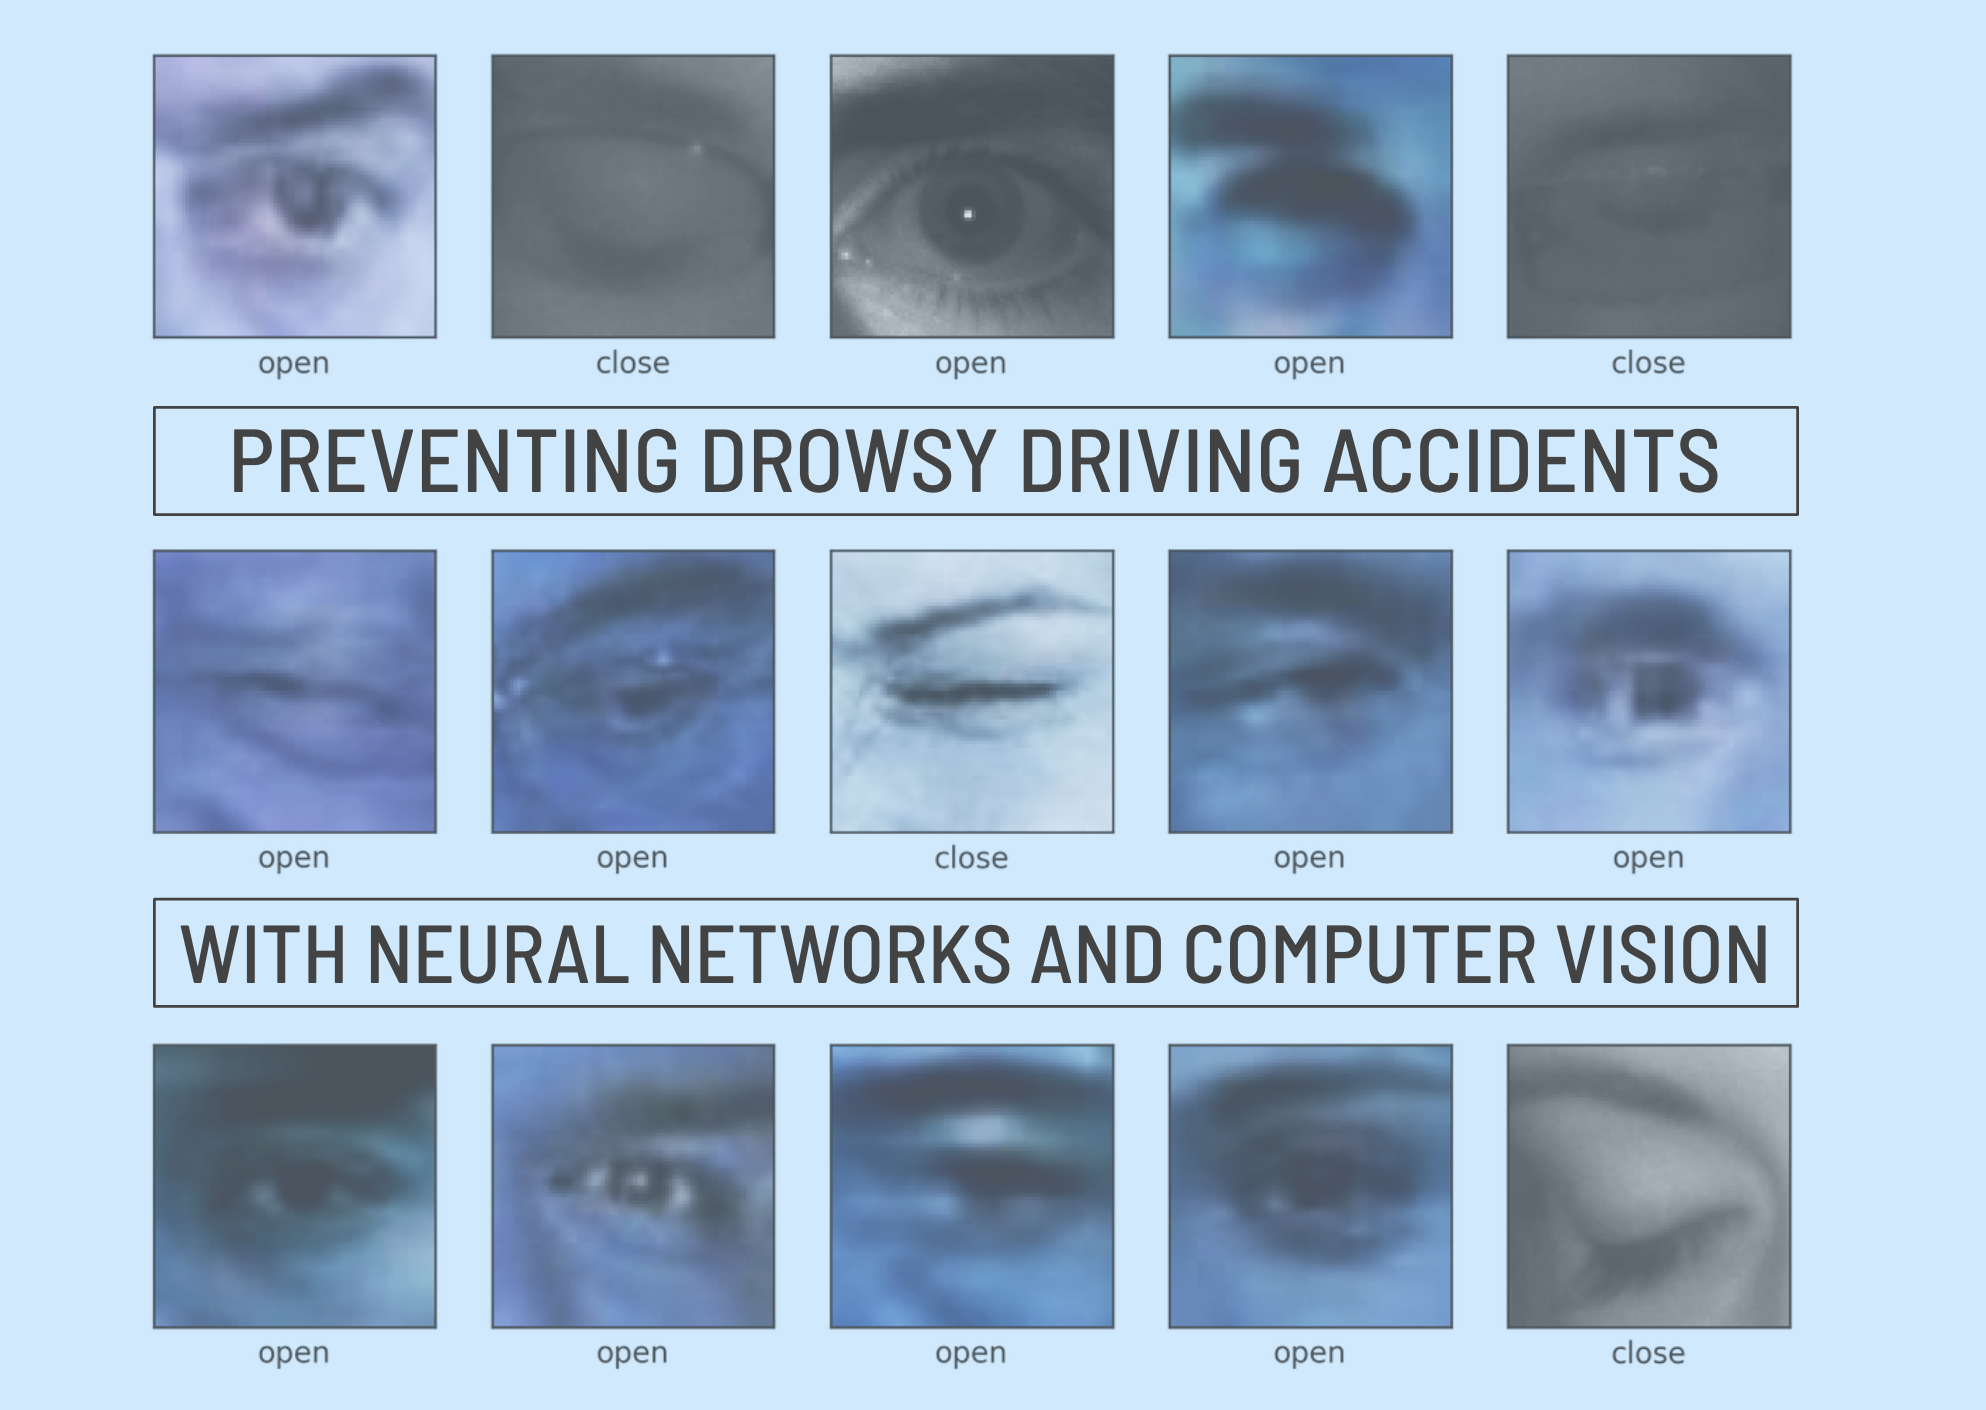 open close open open close
PREVENTING DROWSY DRIVING ACCIDENTS
open open close open open
WITH NEURAL NETWORKS AND COMPUTER VISION
open open open open close